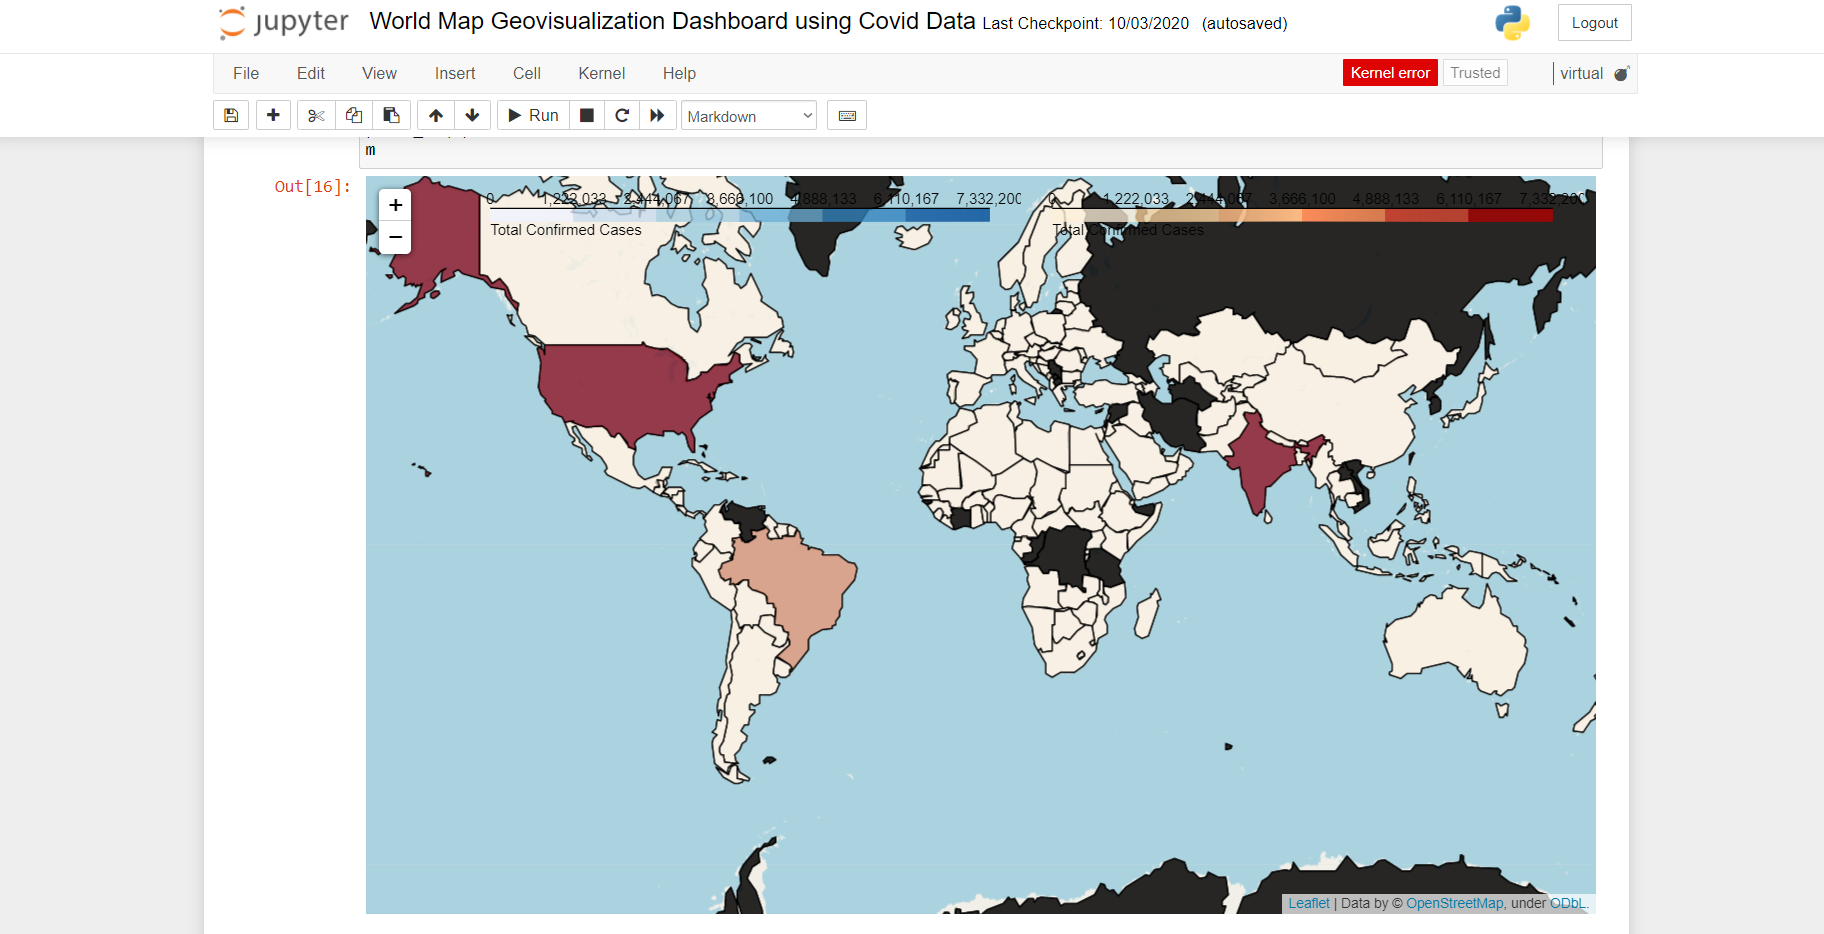 jupyter World Map Geovisualization Dashboard using Covid Data Last Checkpoint: 10/03/2020 (autosaved)
Logout
File Edit View Insert Cell Kernel Help
Kernel error Trusted virtual
Run Markdown
m
Out[16]:
+
−
0 1,222,033 2,444,067 3,666,100 4,888,133 6,110,167 7,332,200
Total Confirmed Cases
0 1,222,033 2,444,067 3,666,100 4,888,133 6,110,167 7,332,200
Total Confirmed Cases
Leaflet | Data by © OpenStreetMap, under ODbL.